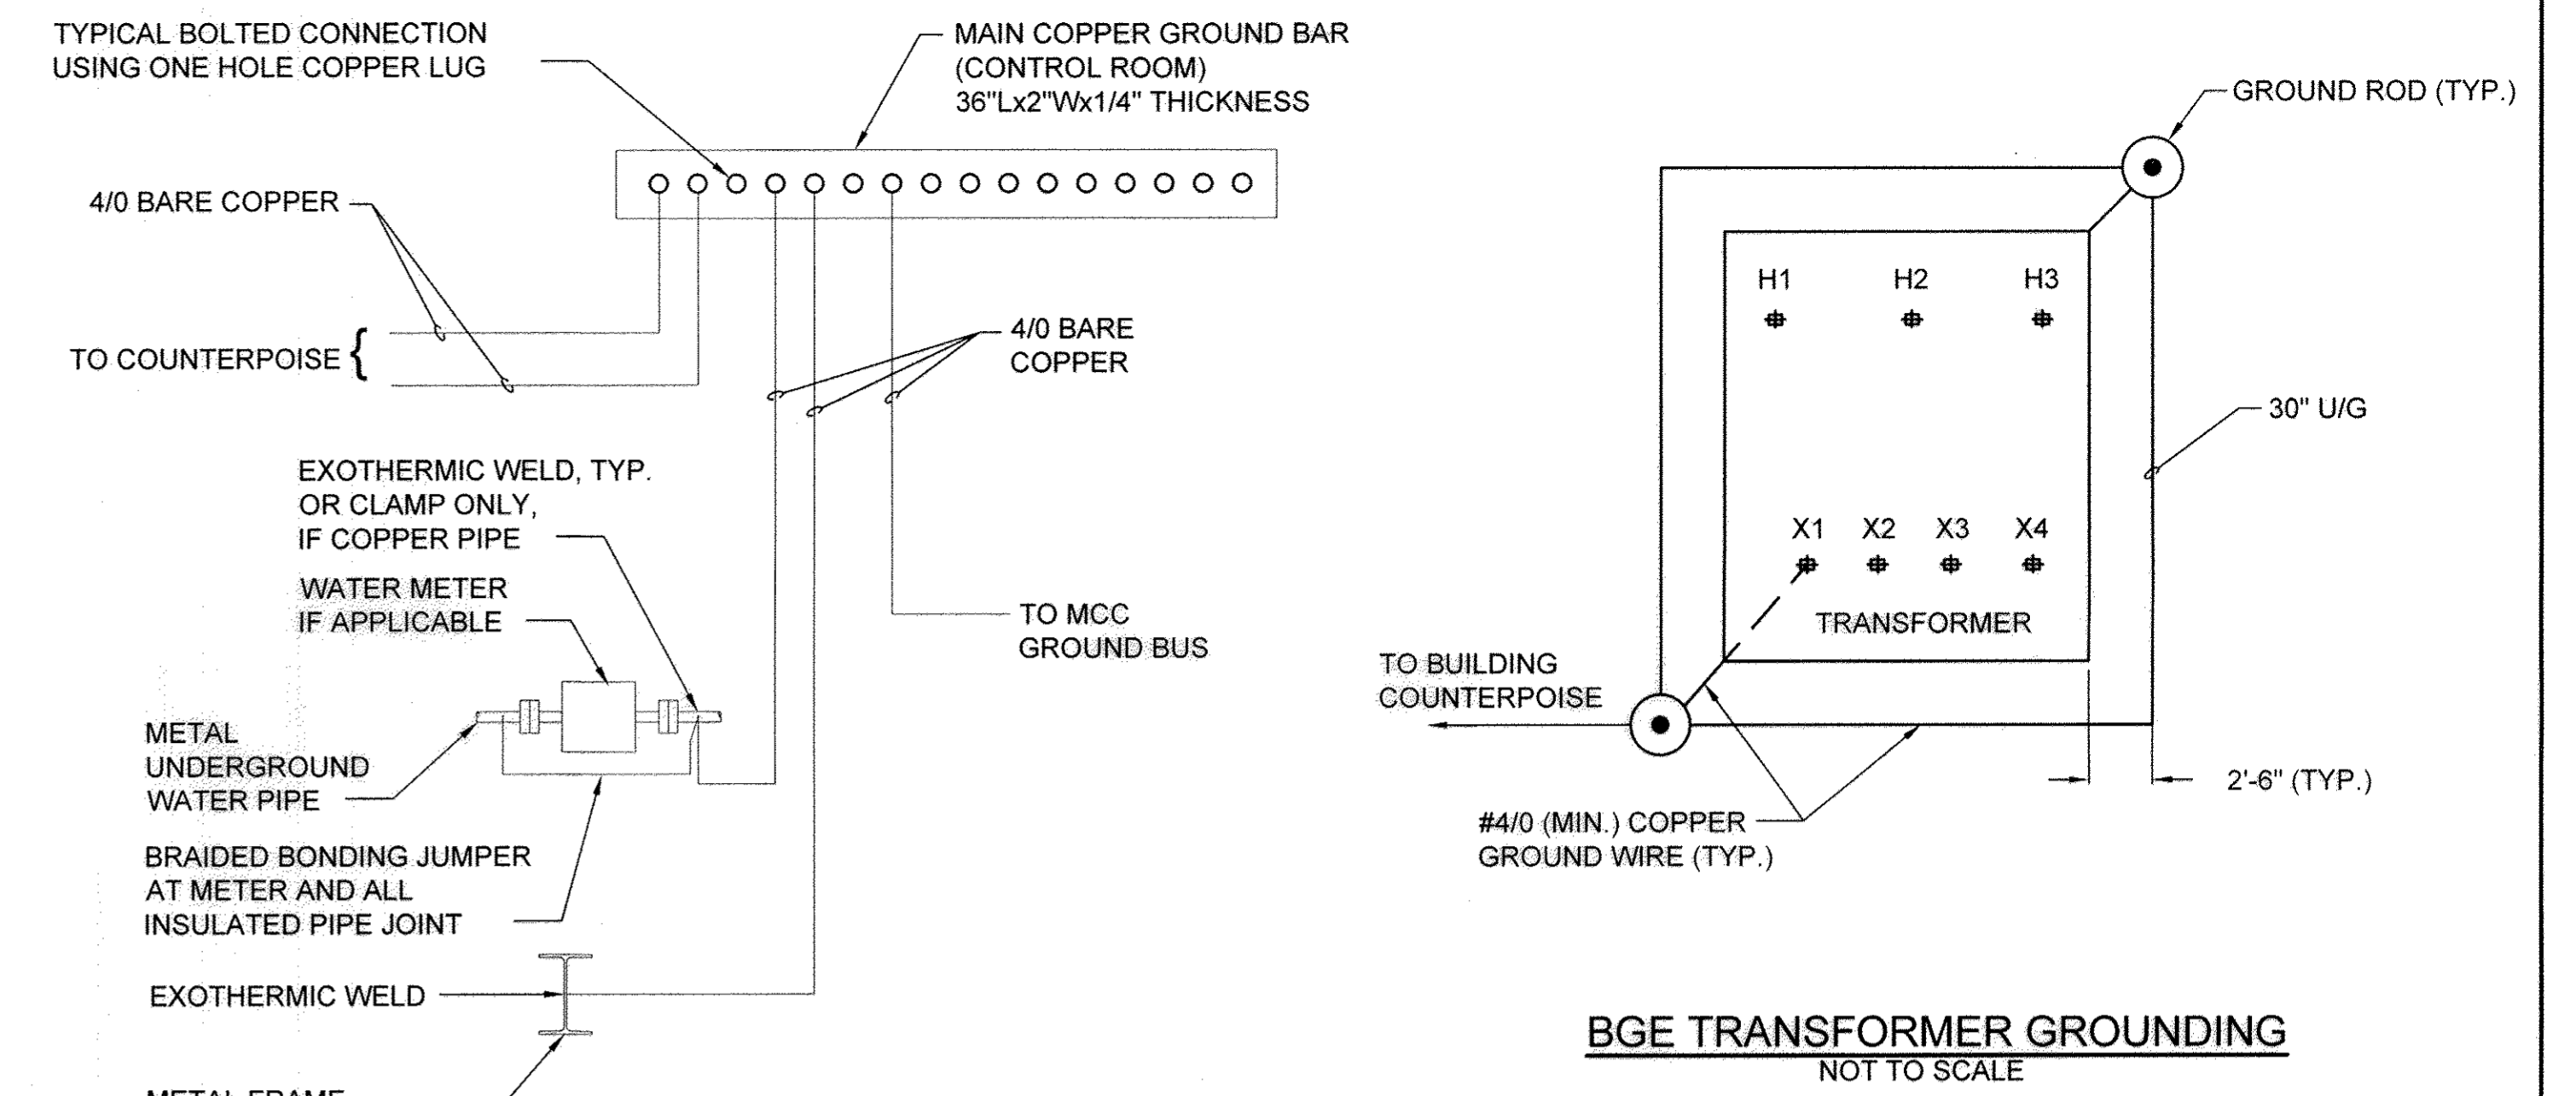 TYPICAL BOLTED CONNECTION
USING ONE HOLE COPPER LUG
MAIN COPPER GROUND BAR
(CONTROL ROOM)
36"Lx2"Wx1/4" THICKNESS
4/0 BARE COPPER
TO COUNTERPOISE {
4/0 BARE
COPPER
EXOTHERMIC WELD, TYP.
OR CLAMP ONLY,
IF COPPER PIPE
WATER METER
IF APPLICABLE
TO MCC
GROUND BUS
METAL
UNDERGROUND
WATER PIPE
BRAIDED BONDING JUMPER
AT METER AND ALL
INSULATED PIPE JOINT
EXOTHERMIC WELD
METAL FRAME
GROUND ROD (TYP.)
H1 H2 H3
30" U/G
X1 X2 X3 X4
TRANSFORMER
TO BUILDING
COUNTERPOISE
2'-6" (TYP.)
#4/0 (MIN.) COPPER
GROUND WIRE (TYP.)
BGE TRANSFORMER GROUNDING
NOT TO SCALE